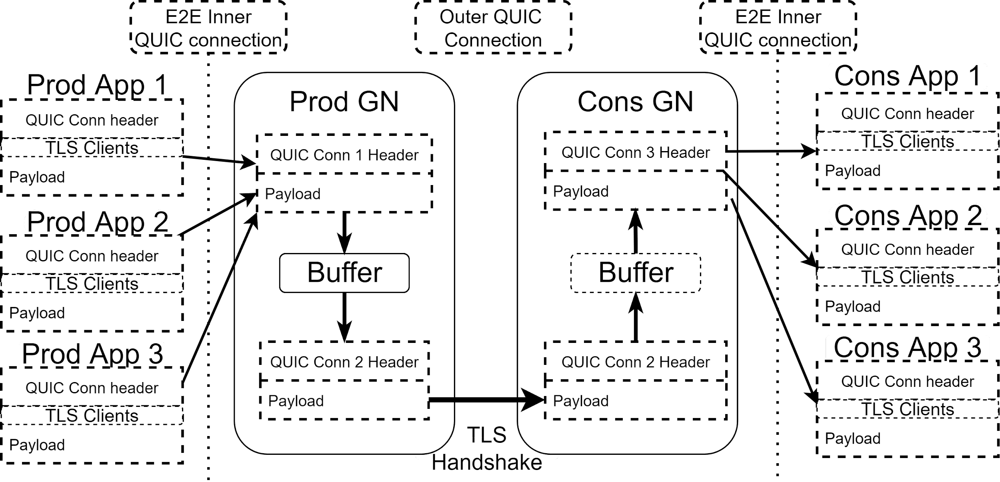 E2E Inner
QUIC connection
Outer QUIC
Connection
E2E Inner
QUIC connection
Prod App 1
QUIC Conn header
TLS Clients
Payload
Prod App 2
QUIC Conn header
TLS Clients
Payload
Prod App 3
QUIC Conn header
TLS Clients
Payload
Prod GN
QUIC Conn 1 Header
Payload
Buffer
QUIC Conn 2 Header
Payload
TLS
Handshake
Cons GN
QUIC Conn 3 Header
Payload
Buffer
QUIC Conn 2 Header
Payload
Cons App 1
QUIC Conn header
TLS Clients
Payload
Cons App 2
QUIC Conn header
TLS Clients
Payload
Cons App 3
QUIC Conn header
TLS Clients
Payload